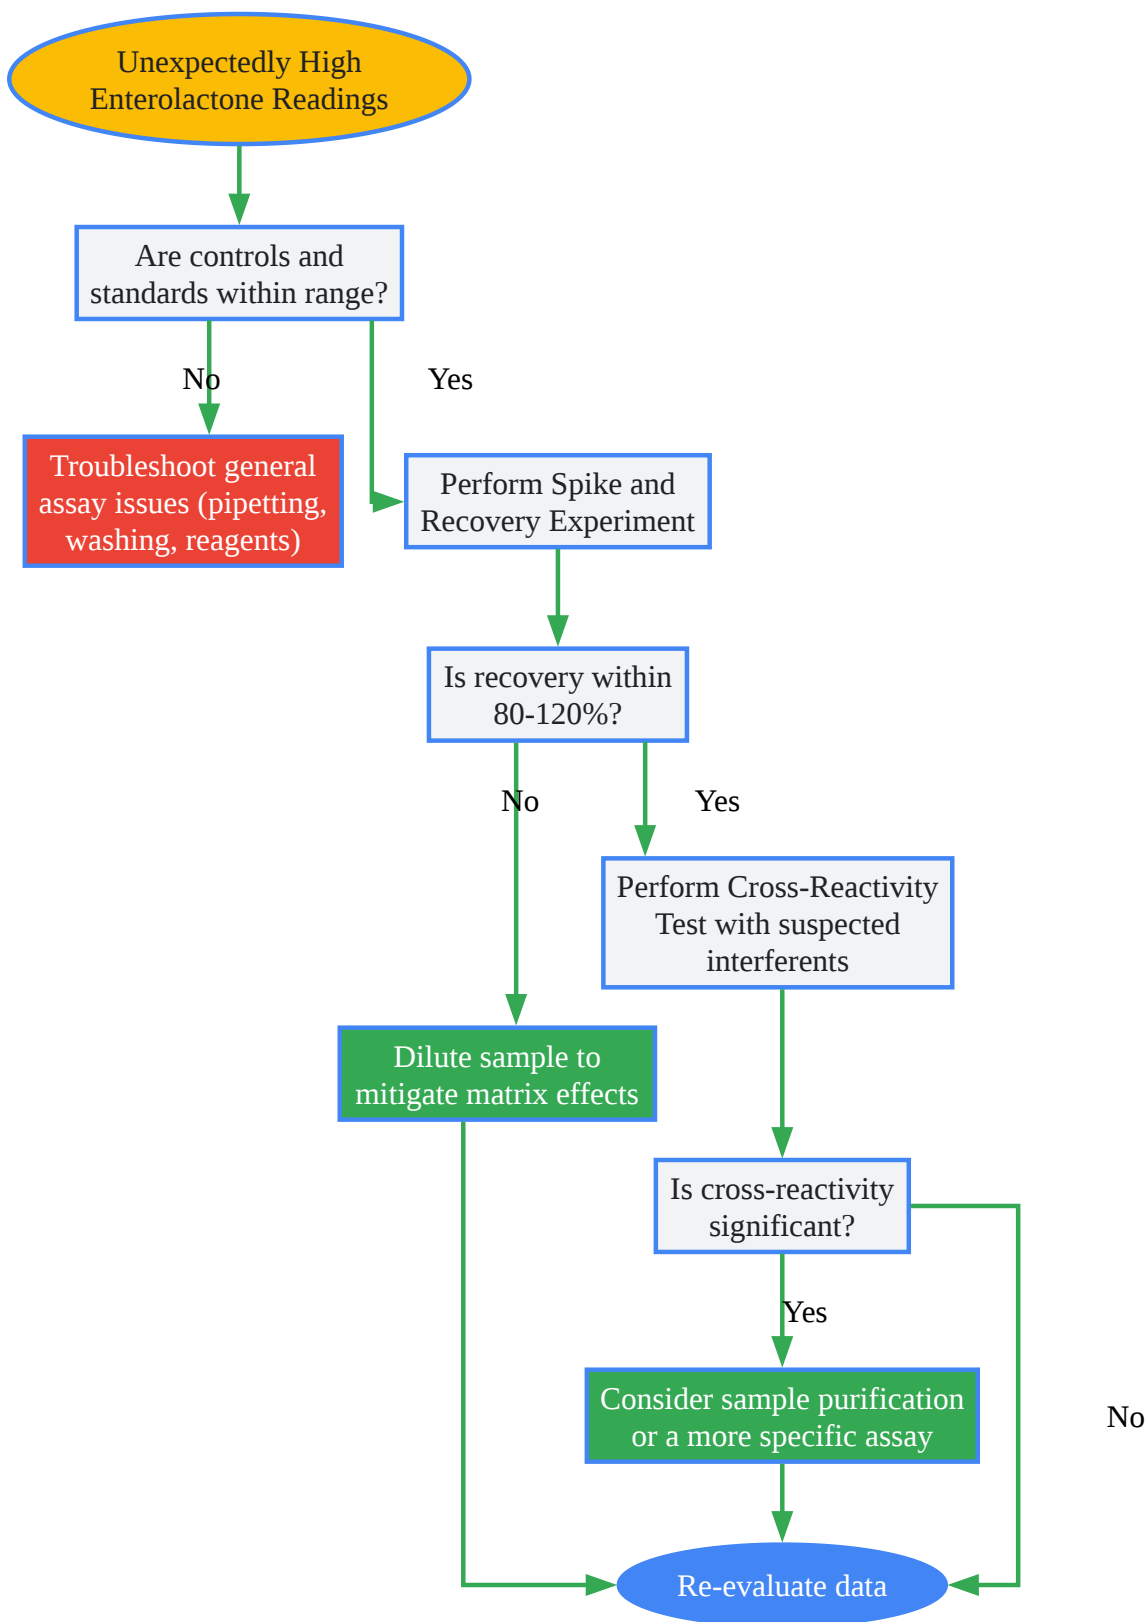 Unexpectedly High
Enterolactone Readings
Are controls and
standards within range?
No
Yes
Troubleshoot general
assay issues (pipetting,
washing, reagents)
Perform Spike and
Recovery Experiment
Is recovery within
80-120%?
No
Yes
Perform Cross-Reactivity
Test with suspected
interferents
Dilute sample to
mitigate matrix effects
Is cross-reactivity
significant?
Yes
Consider sample purification
or a more specific assay
No
Re-evaluate data